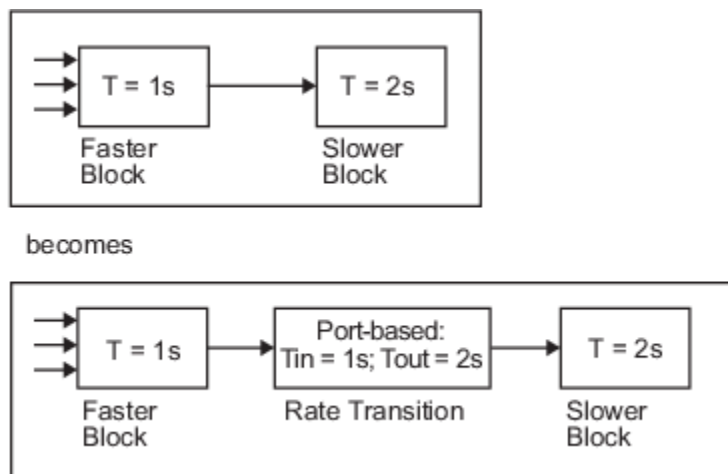 T = 1s
T = 2s
Faster
Block
Slower
Block
becomes
T = 1s
Port-based:
Tin = 1s; Tout = 2s
T = 2s
Faster
Block
Rate Transition
Slower
Block